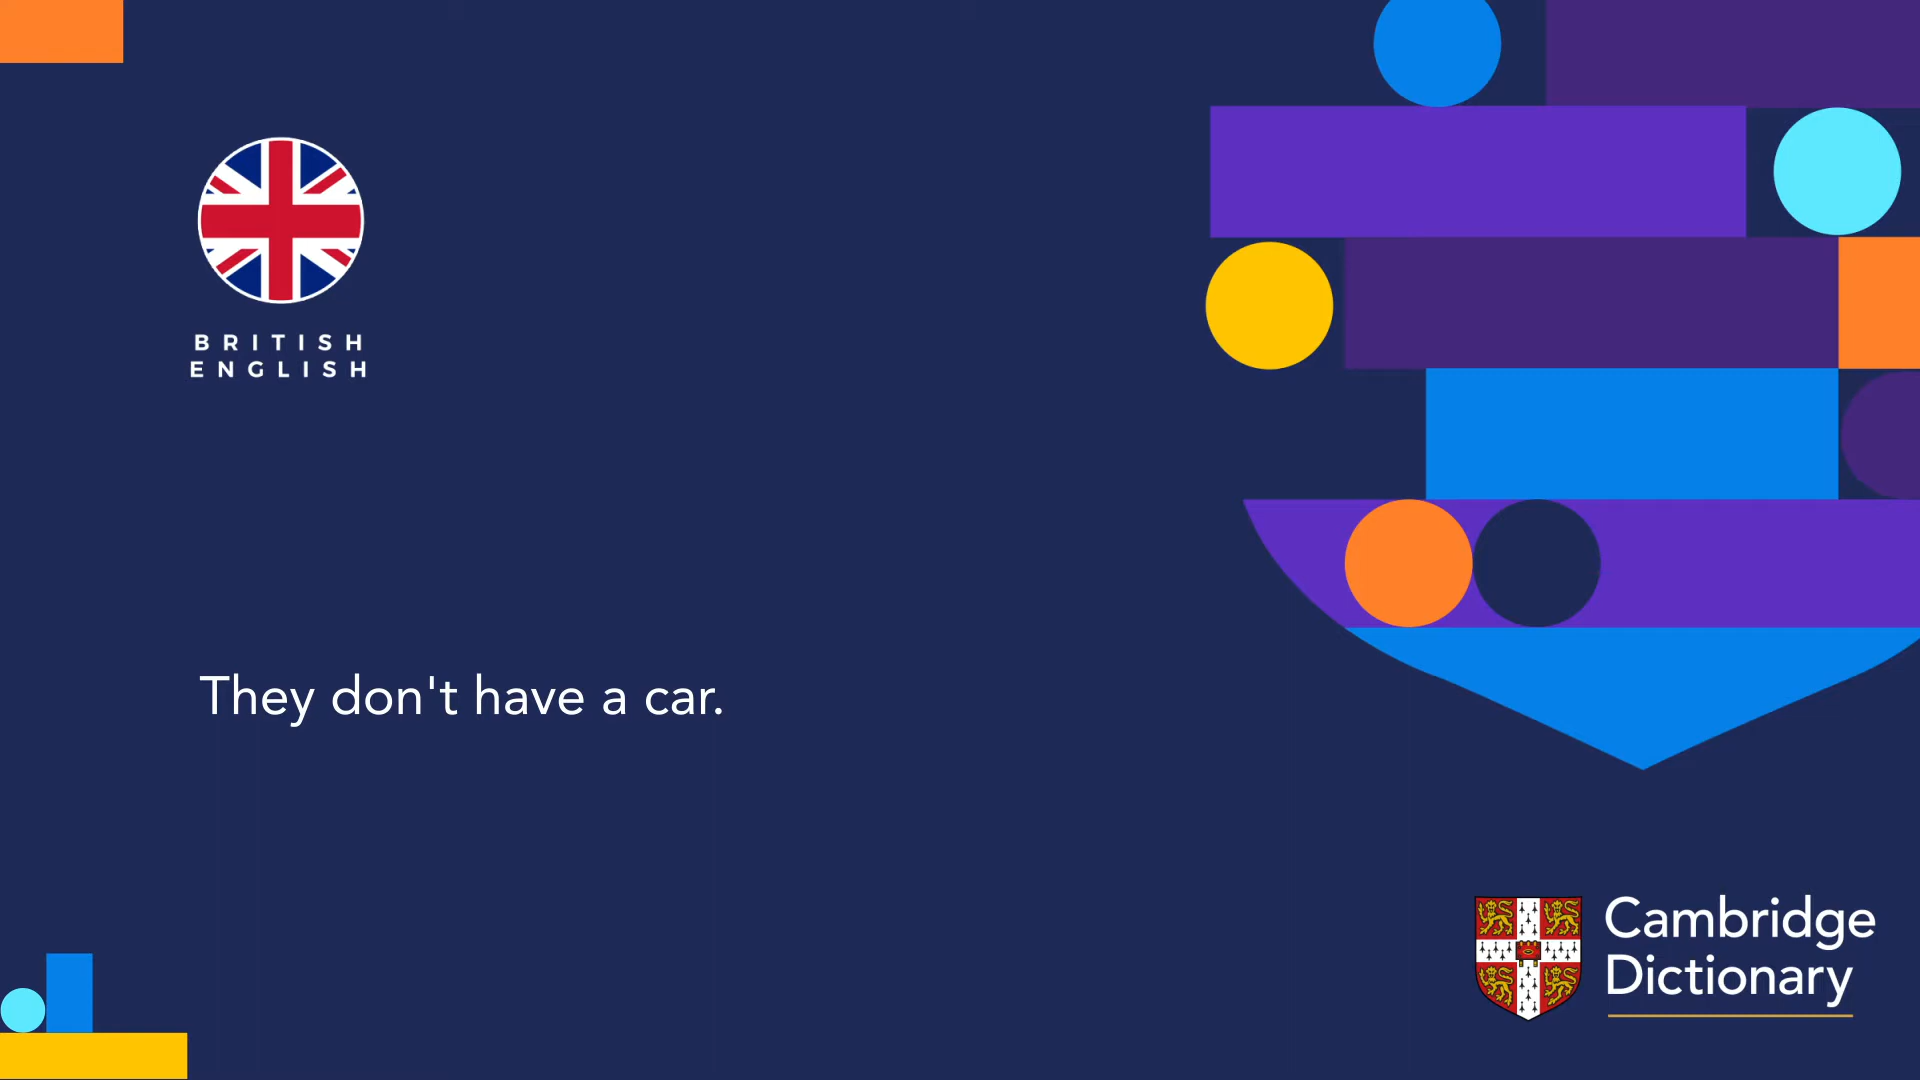 BRITISH
ENGLISH
They don't have a car.
Cambridge
Dictionary